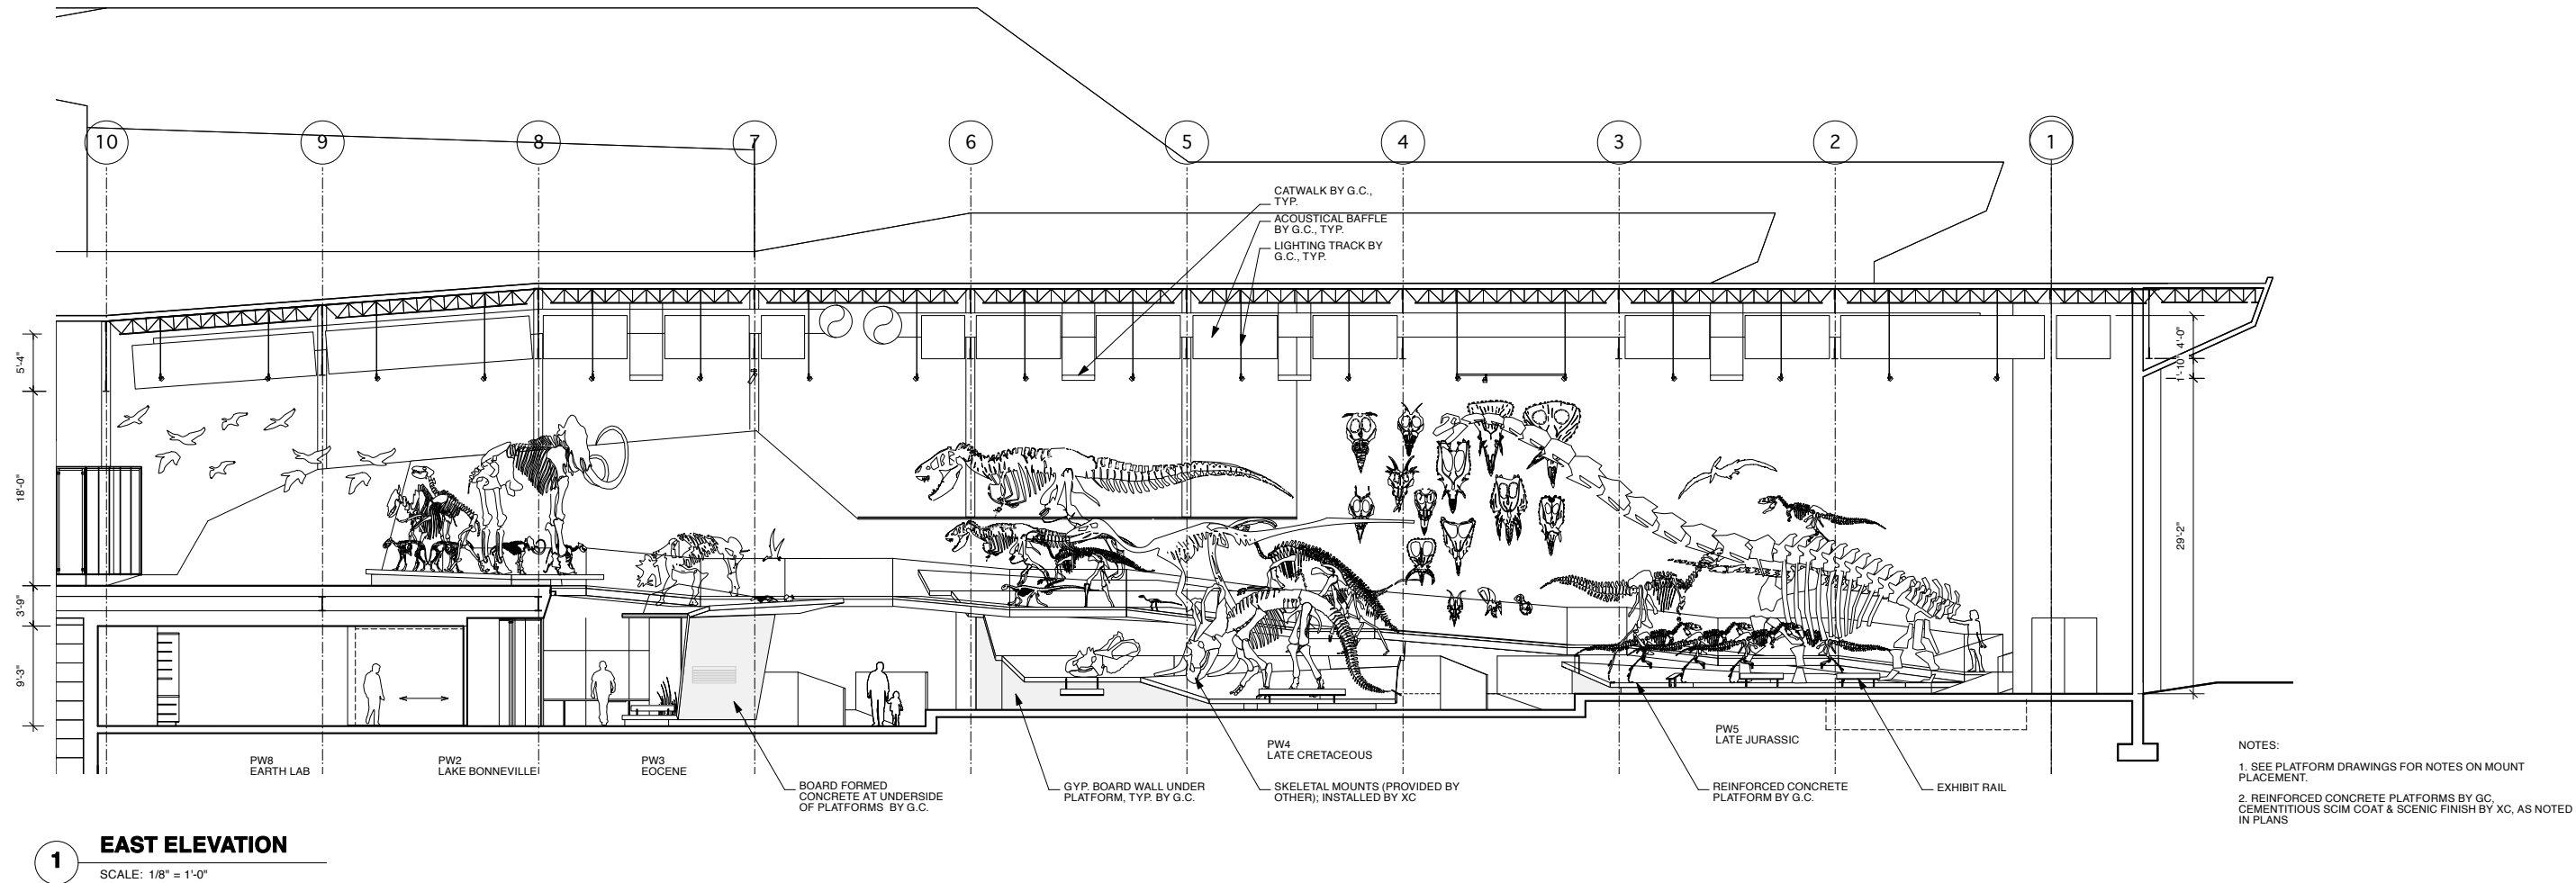 10
9
8
7
6
5
4
3
2
1
CATWALK BY G.C.,
TYP.
ACOUSTICAL BAFFLE
BY G.C., TYP.
LIGHTING TRACK BY
G.C., TYP.
5'-4"
18'-0"
3'-9"
9'-3"
4'-0"
1'-10"
29'-2"
PW8
EARTH LAB
PW2
LAKE BONNEVILLE
PW3
EOCENE
PW4
LATE CRETACEOUS
PW5
LATE JURASSIC
BOARD FORMED
CONCRETE AT UNDERSIDE
OF PLATFORMS BY G.C.
GYP. BOARD WALL UNDER
PLATFORM, TYP. BY G.C.
SKELETAL MOUNTS (PROVIDED BY
OTHER); INSTALLED BY XC
REINFORCED CONCRETE
PLATFORM BY G.C.
EXHIBIT RAIL
NOTES:
1. SEE PLATFORM DRAWINGS FOR NOTES ON MOUNT
PLACEMENT.
2. REINFORCED CONCRETE PLATFORMS BY GC,
CEMENTITIOUS SCIM COAT & SCENIC FINISH BY XC, AS NOTED
IN PLANS
1
EAST ELEVATION
SCALE: 1/8" = 1'-0"